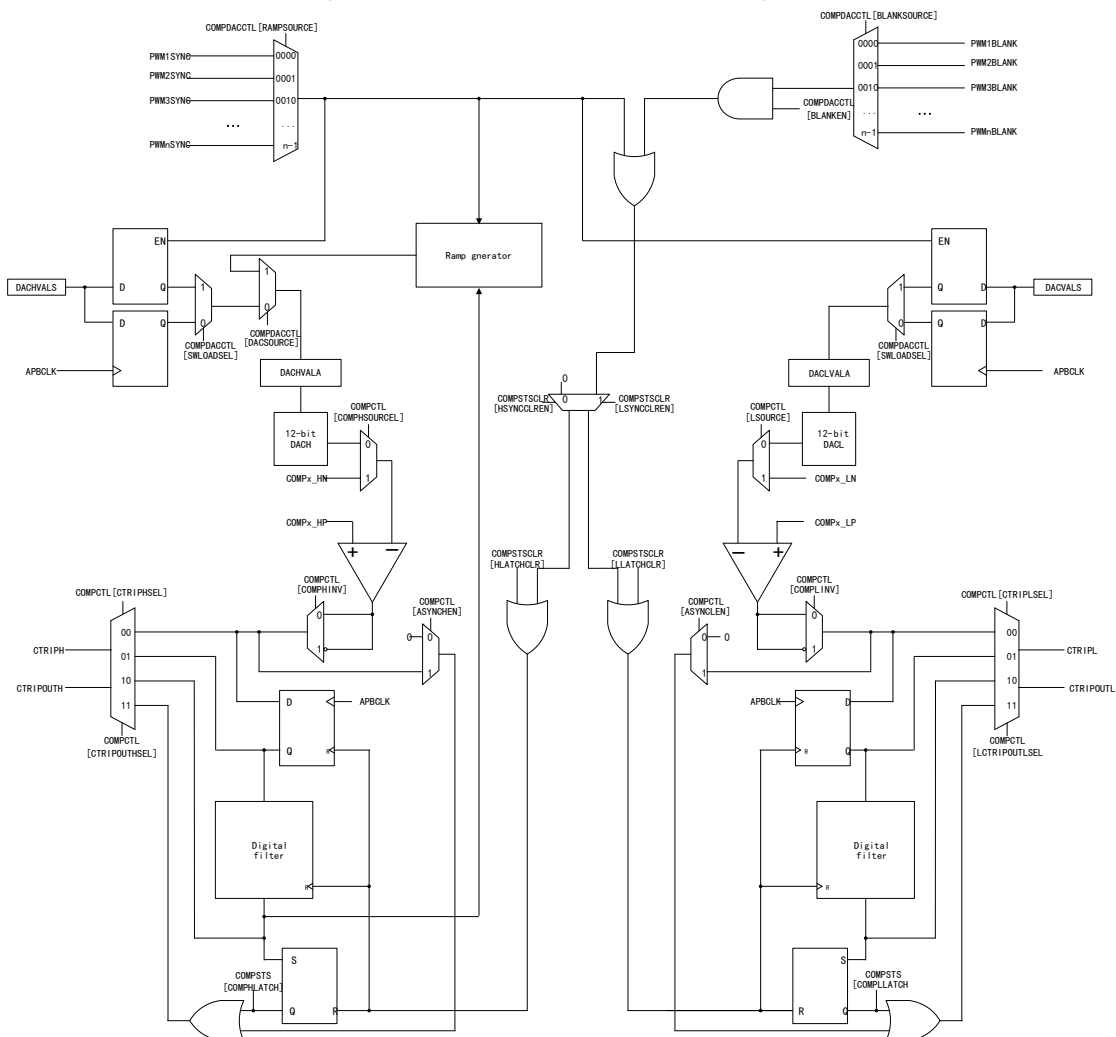 COMPDACCTL[RAMPSOURCE]
COMPDACCTL[BLANKSOURCE]
PWM1SYNC
0000
PWM2SYNC
0001
PWM3SYNC
0010
...
...
PWMnSYNC
n-1
0000
PWM1BLANK
0001
PWM2BLANK
0010
PWM3BLANK
...
...
n-1
PWMnBLANK
COMPDACCTL
[BLANKEN]
Ramp gnerator
DACHVALS
EN
D
Q
D
Q
APBCLK
1
0
COMPDACCTL
[SWLOADSEL]
1
0
COMPDACCTL
[DACSOURCE]
DACHVALA
12-bit
DACH
COMPCTL
[COMPHSOURCEL]
0
1
COMPx_HN
COMPx_HP
+
−
EN
Q
D
Q
D
DACVALS
APBCLK
1
0
COMPDACCTL
[SWLOADSEL]
DACLVALA
12-bit
DACL
COMPCTL
[LSOURCE]
0
1
COMPx_LN
COMPx_LP
−
+
0
COMPSTSCLR
[HSYNCCLREN]
0
1
COMPSTSCLR
[LSYNCCLREN]
COMPSTSCLR
[HLATCHCLR]
COMPSTSCLR
[LLATCHCLR]
COMPCTL[CTRIPHSEL]
00
01
10
11
CTRIPH
CTRIPOUTH
COMPCTL
[CTRIPOUTHSEL]
COMPCTL
[COMPHINV]
0
1
COMPCTL
[ASYNCHEN]
0
0
1
D
APBCLK
Q
R
Digital
filter
R
S
Q
R
COMPSTS
[COMPHLATCH]
COMPCTL
[ASYNCLEN]
0
0
1
COMPCTL
[COMPLINV]
0
1
COMPCTL[CTRIPLSEL]
00
01
10
11
CTRIPL
CTRIPOUTL
COMPCTL
[LCTRIPOUTLSEL
APBCLK
D
R
Q
Digital
filter
R
S
R
Q
COMPSTS
[COMPLLATCH